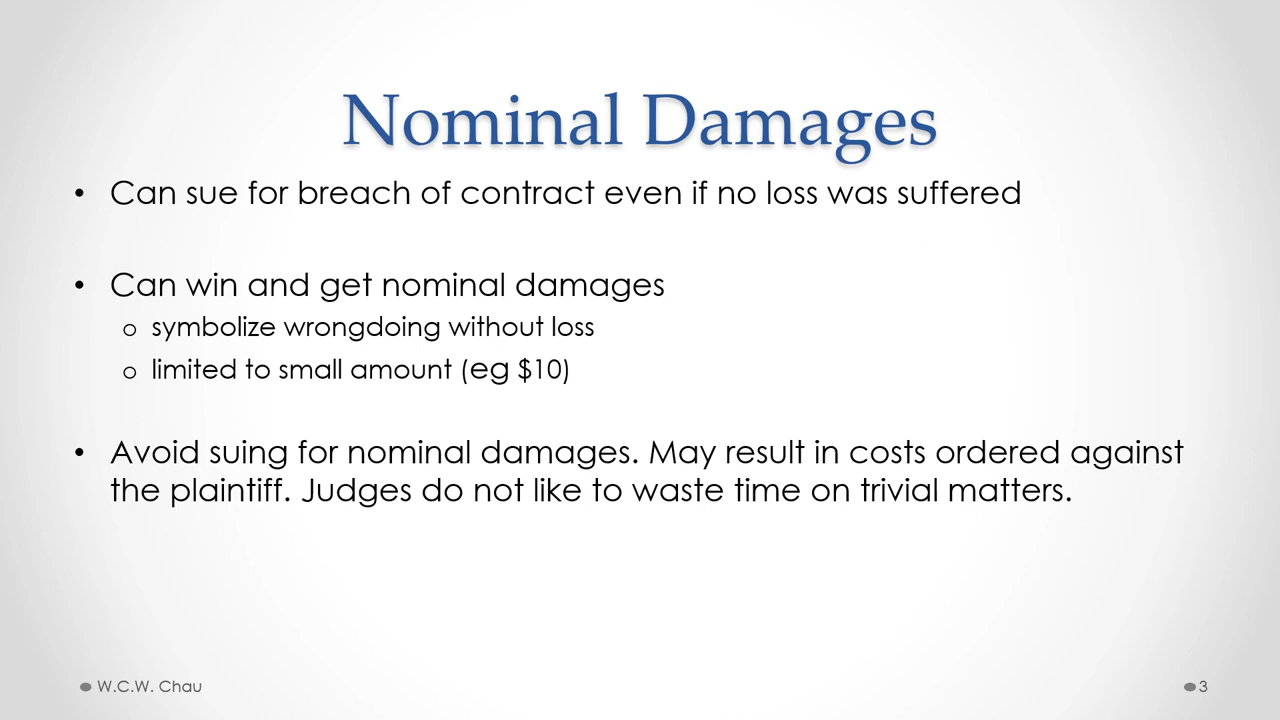 Nominal Damages
• Can sue for breach of contract even if no loss was suffered
• Can win and get nominal damages
o symbolize wrongdoing without loss
o limited to small amount (eg $10)
• Avoid suing for nominal damages. May result in costs ordered against
the plaintiff. Judges do not like to waste time on trivial matters.
W.C.W. Chau
3